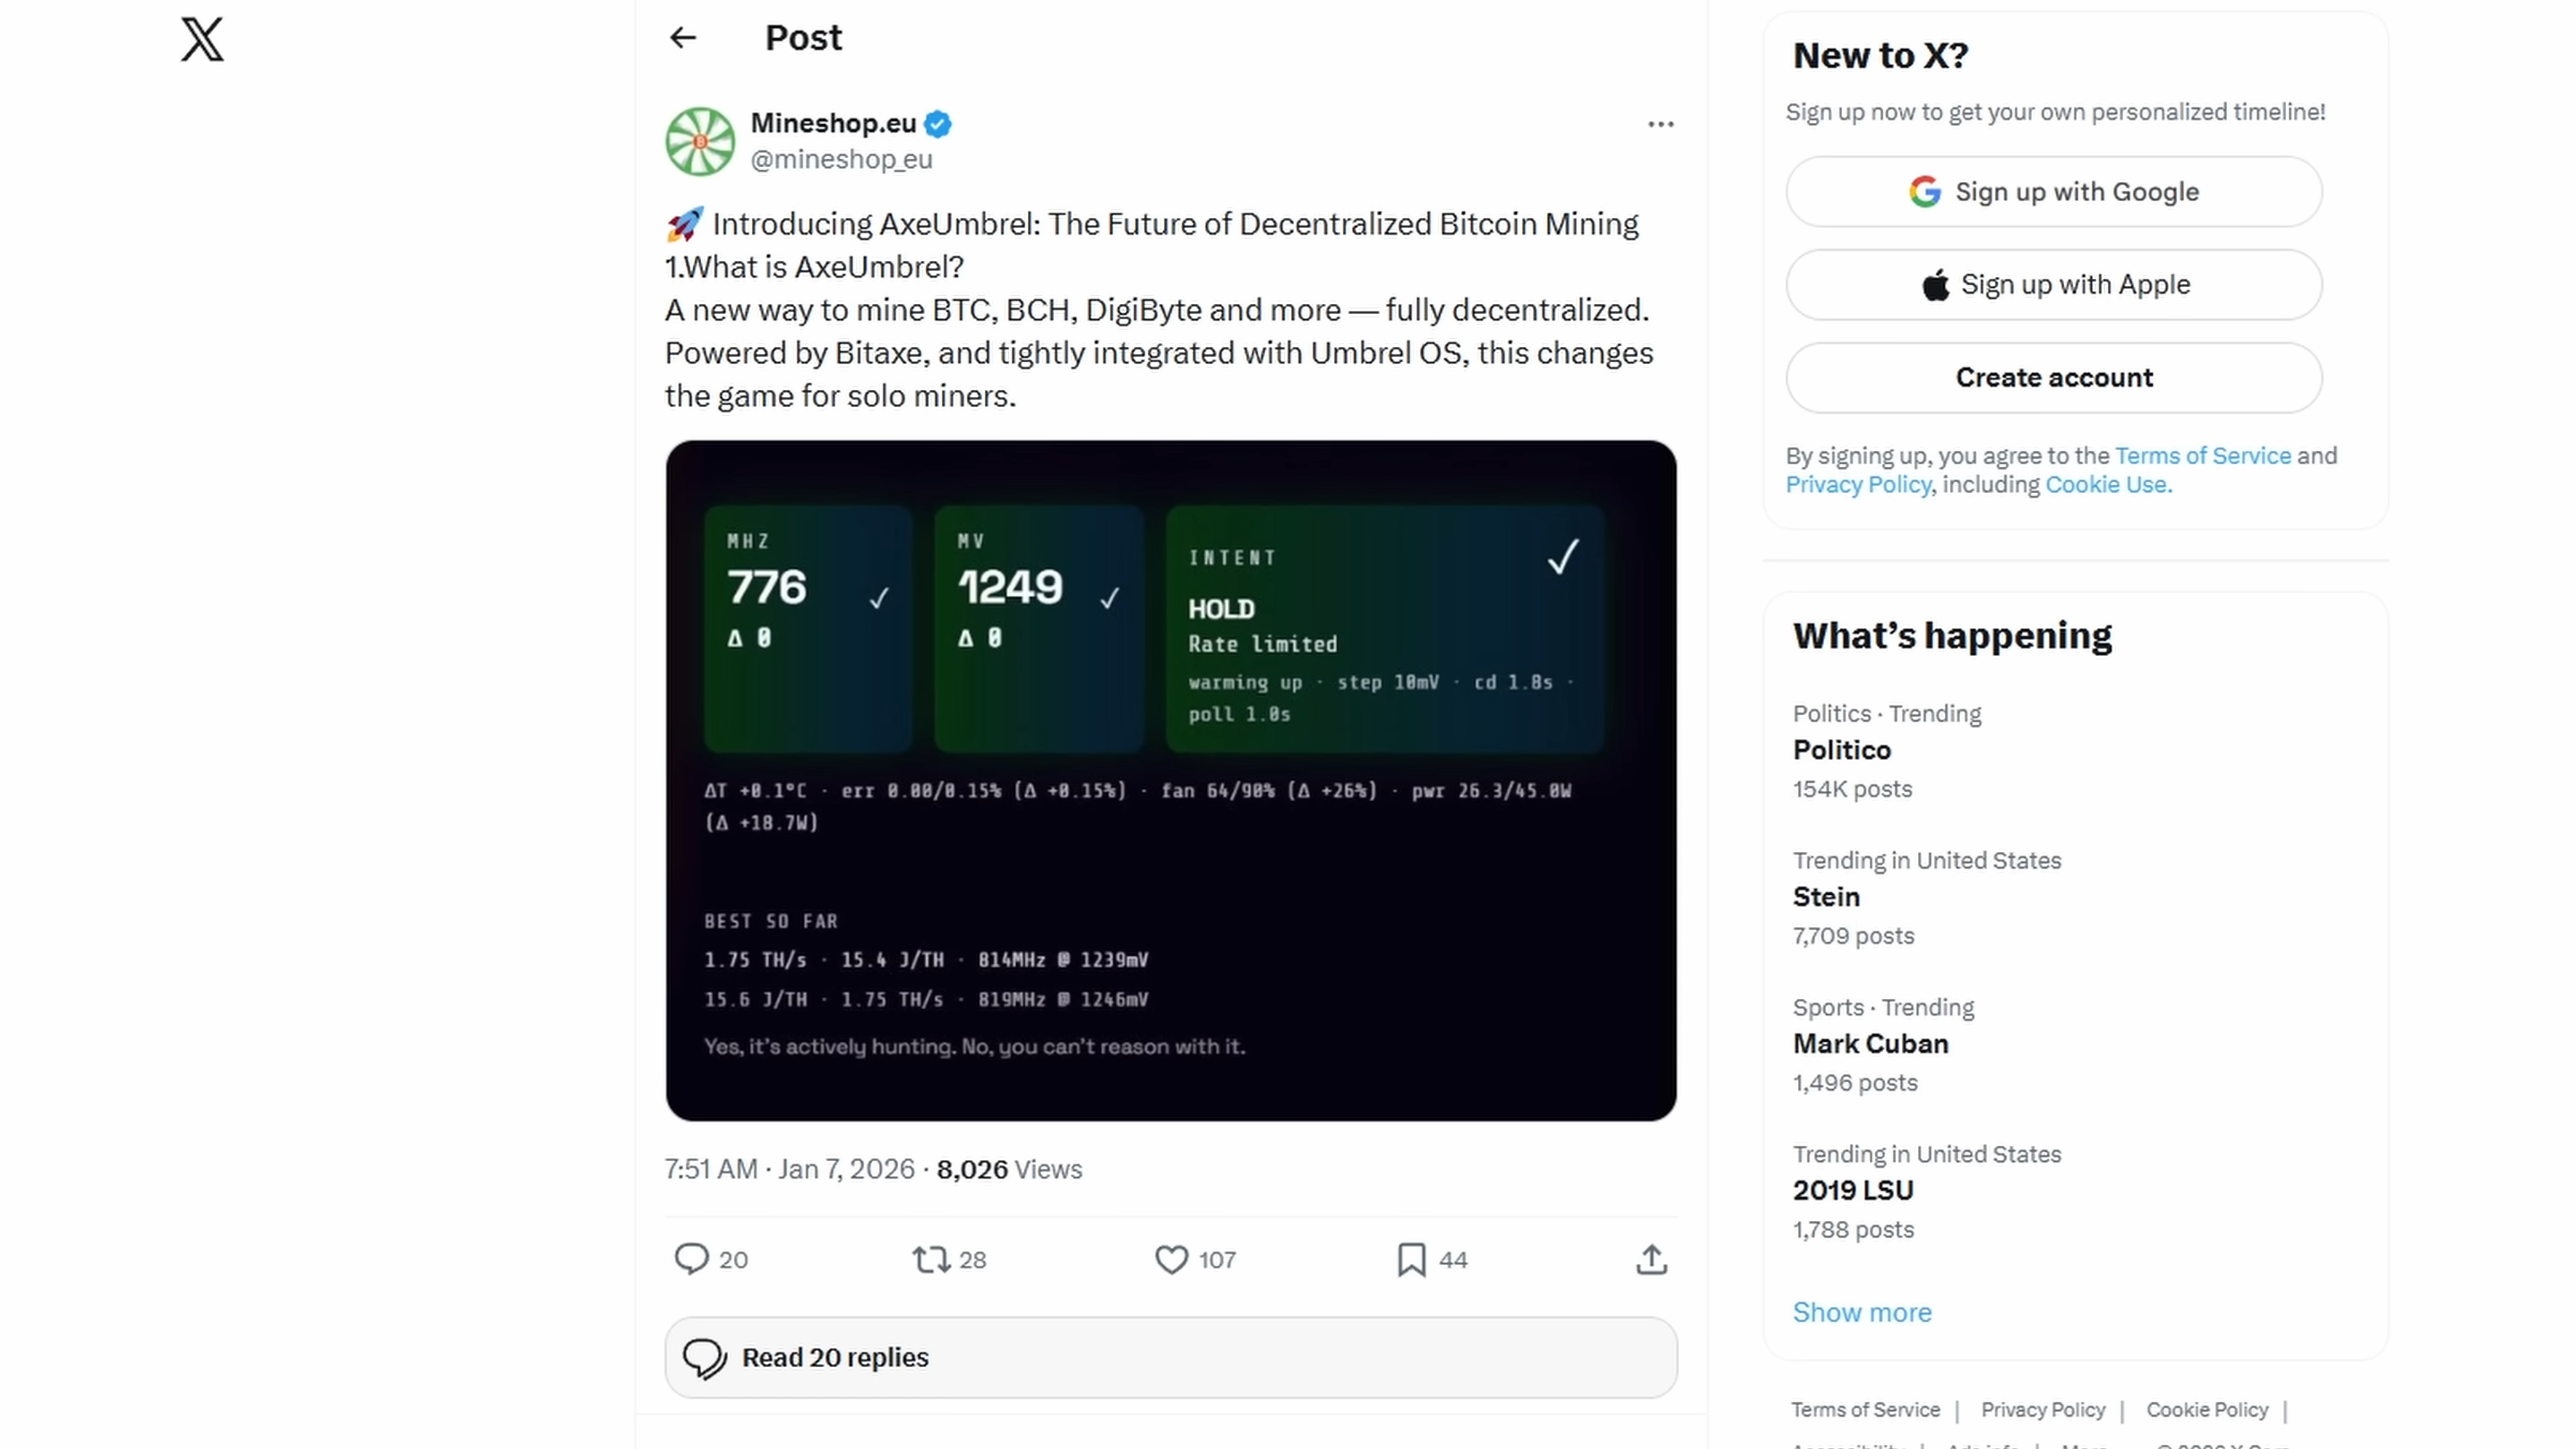 Post
Mineshop.eu
@mineshop_eu
🚀 Introducing AxeUmbrel: The Future of Decentralized Bitcoin Mining
1.What is AxeUmbrel?
A new way to mine BTC, BCH, DigiByte and more — fully decentralized.
Powered by Bitaxe, and tightly integrated with Umbrel OS, this changes
the game for solo miners.
MHZ
776
Δ 0
MV
1249
Δ 0
INTENT
HOLD
Rate limited
warming up · step 10mV · cd 1.8s ·
poll 1.0s
ΔT +0.1°C · err 0.00/0.15% (Δ +0.15%) · fan 64/90% (Δ +26%) · pwr 26.3/45.0W
(Δ +18.7W)
BEST SO FAR
1.75 TH/s · 15.4 J/TH · 814MHz @ 1239mV
15.6 J/TH · 1.75 TH/s · 819MHz @ 1246mV
Yes, it's actively hunting. No, you can't reason with it.
7:51 AM · Jan 7, 2026 · 8,026 Views
20
28
107
44
Read 20 replies
New to X?
Sign up now to get your own personalized timeline!
Sign up with Google
Sign up with Apple
Create account
By signing up, you agree to the Terms of Service and
Privacy Policy, including Cookie Use.
What's happening
Politics · Trending
Politico
154K posts
Trending in United States
Stein
7,709 posts
Sports · Trending
Mark Cuban
1,496 posts
Trending in United States
2019 LSU
1,788 posts
Show more
Terms of Service | Privacy Policy | Cookie Policy |